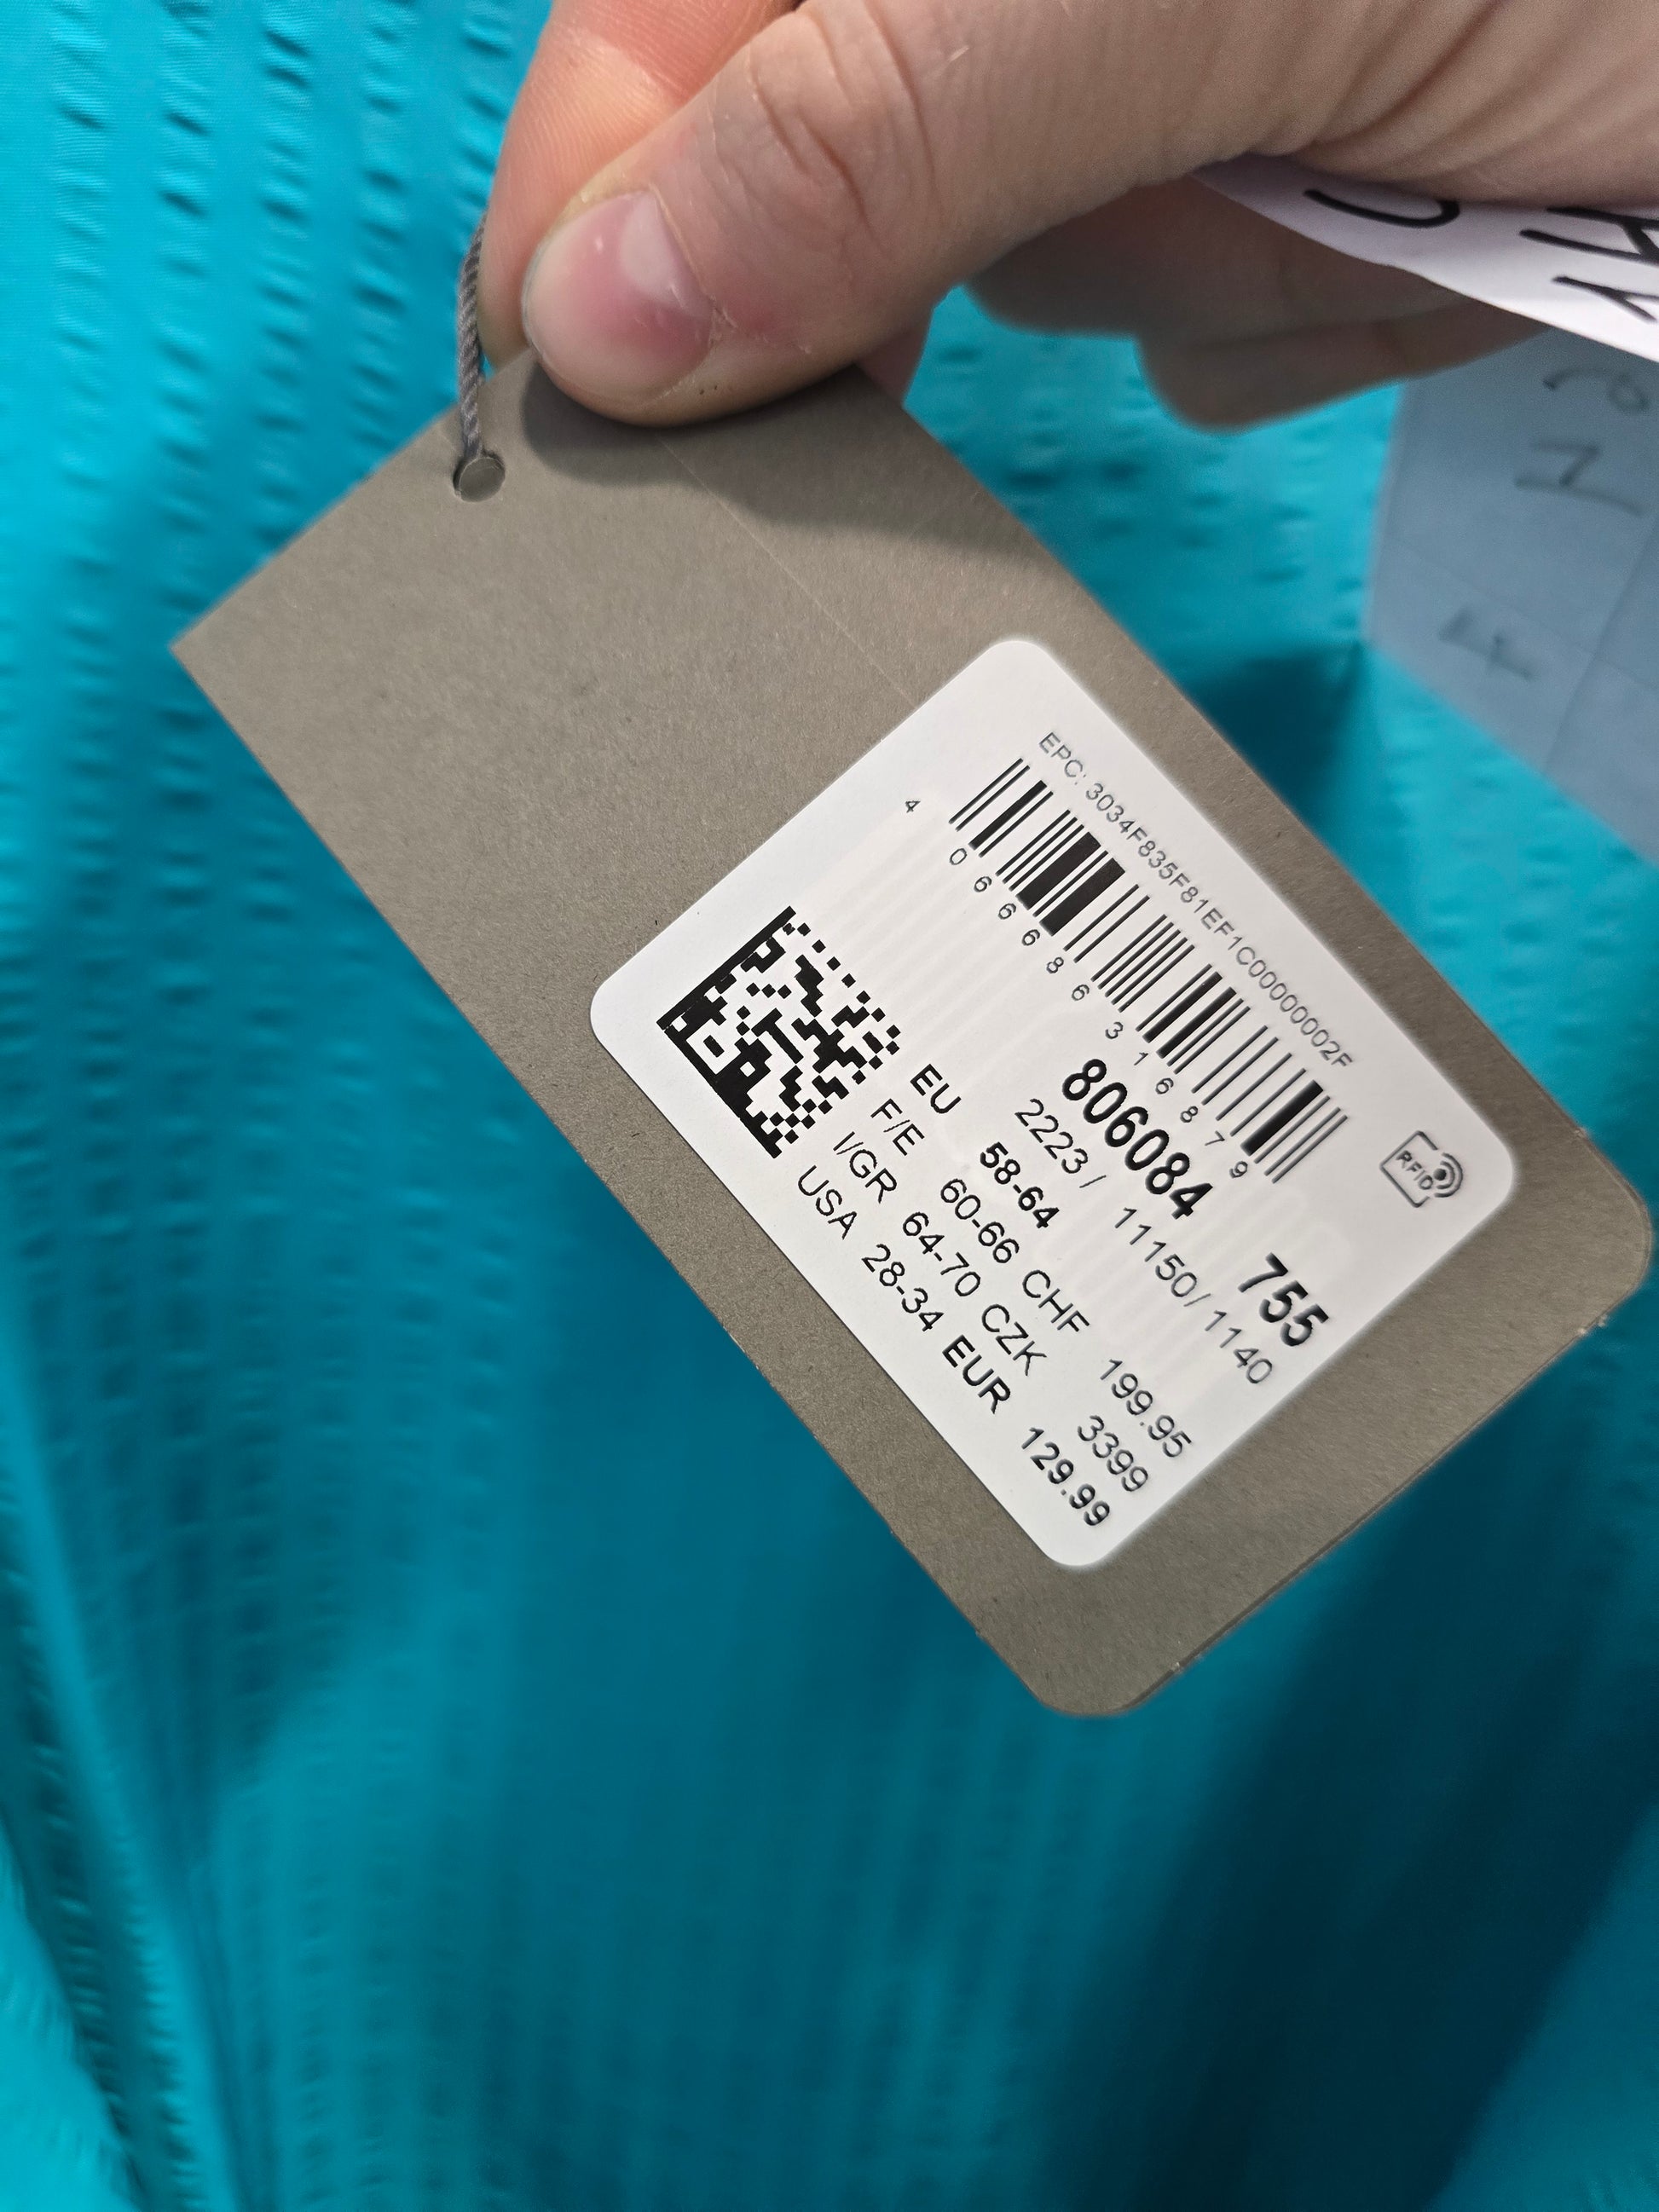 EPC: 3034F835F81EF1C00000002F
4 066686 316879
RFID
806084 755
2223 / 11150 / 1140
EU 58-64
F/E 60-66 CHF 199.95
I/GR 64-70 CZK 3399
USA 28-34 EUR 129.99